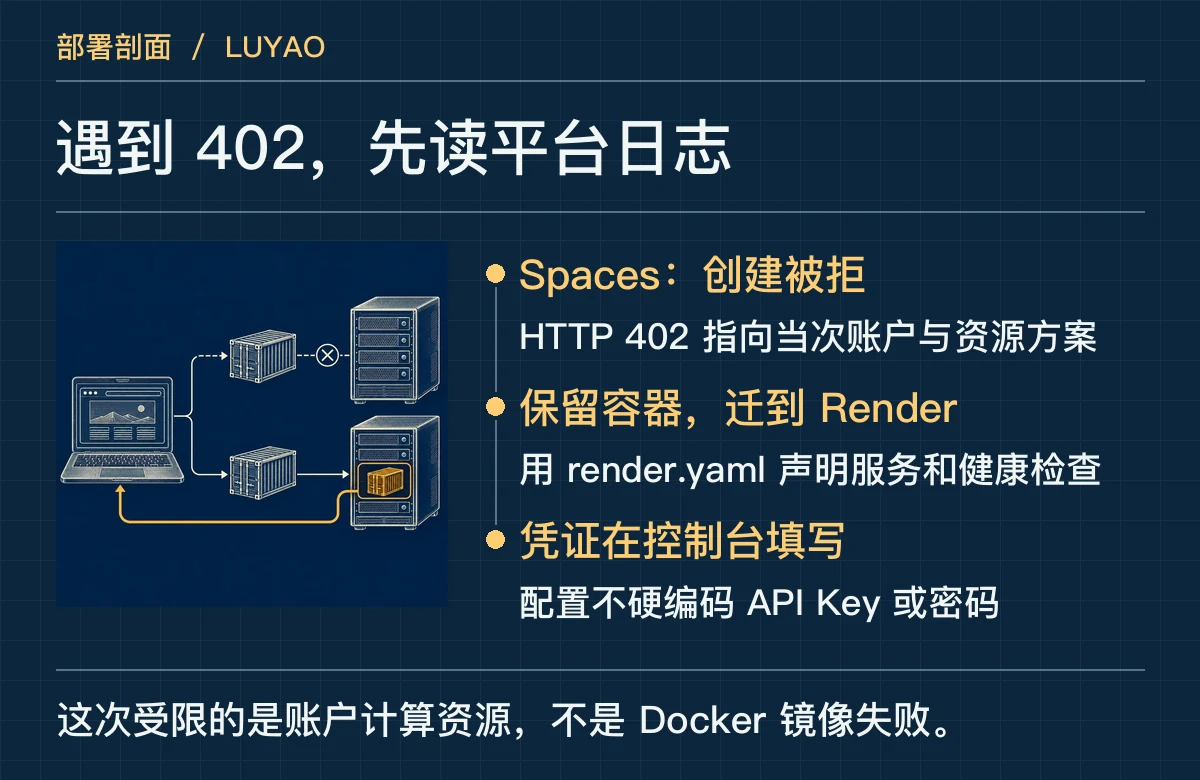 部署剖面 / LUYAO
遇到 402，先读平台日志
Spaces：创建被拒
HTTP 402 指向当次账户与资源方案
保留容器，迁到 Render
用 render.yaml 声明服务和健康检查
凭证在控制台填写
配置不硬编码 API Key 或密码
这次受限的是账户计算资源，不是 Docker 镜像失败。